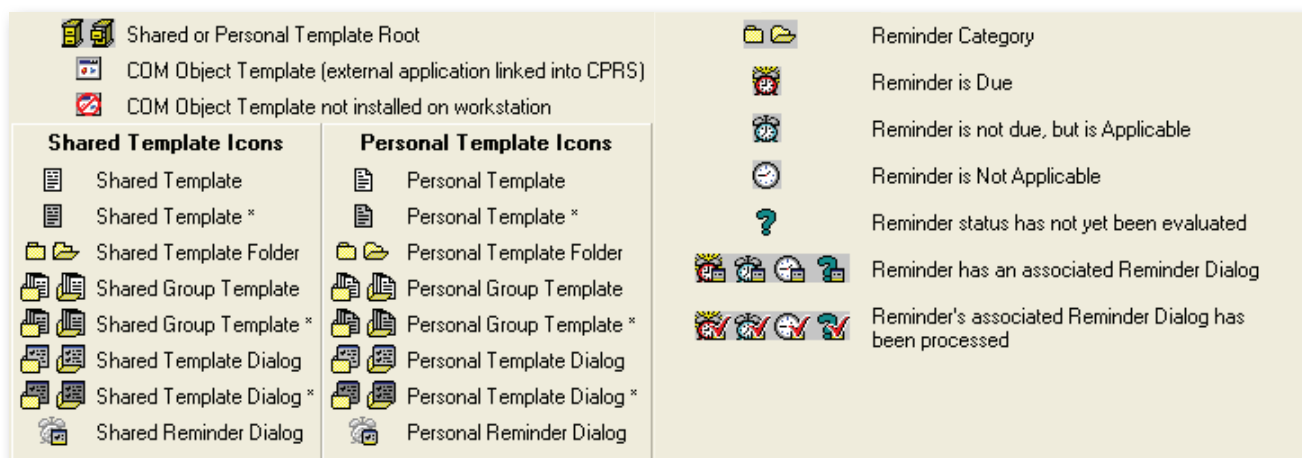 Shared or Personal Template Root
COM Object Template (external application linked into CPRS)
COM Object Template not installed on workstation
Shared Template Icons
Shared Template
Shared Template *
Shared Template Folder
Shared Group Template
Shared Group Template *
Shared Template Dialog
Shared Template Dialog *
Shared Reminder Dialog
Personal Template Icons
Personal Template
Personal Template *
Personal Template Folder
Personal Group Template
Personal Group Template *
Personal Template Dialog
Personal Template Dialog *
Personal Reminder Dialog
Reminder Category
Reminder is Due
Reminder is not due, but is Applicable
Reminder is Not Applicable
Reminder status has not yet been evaluated
Reminder has an associated Reminder Dialog
Reminder's associated Reminder Dialog has
been processed